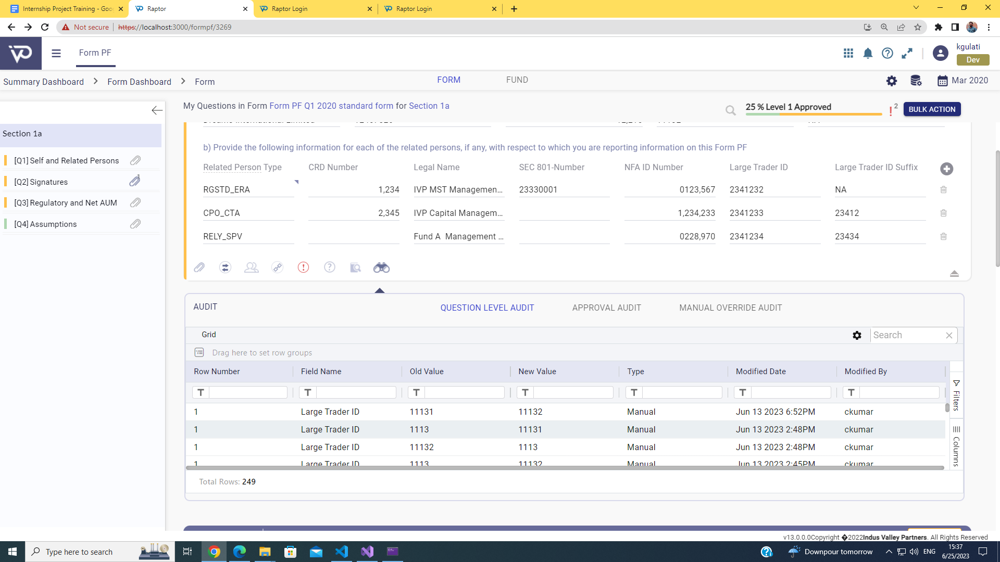 Internship Project Training - Goo
Raptor
Raptor Login
Raptor Login
Not secure
https://localhost:3000/formpf/3269
Form PF
kgulati
Dev
Summary Dashboard
Form Dashboard
Form
FORM
FUND
Mar 2020
My Questions in Form Form PF Q1 2020 standard form for Section 1a
25 % Level 1 Approved
2
BULK ACTION
Section 1a
[Q1] Self and Related Persons
[Q2] Signatures
1
[Q3] Regulatory and Net AUM
[Q4] Assumptions
b) Provide the following information for each of the related persons, if any, with respect to which you are reporting information on this Form PF
Related Person Type CRD Number Legal Name SEC 801-Number NFA ID Number Large Trader ID Large Trader ID Suffix
RGSTD_ERA 1,234 IVP MST Managemen... 23330001 0123,567 2341232 NA
CPO_CTA 2,345 IVP Capital Managem... 1,234,233 2341233 23412
RELY_SPV Fund A Management ... 0228,970 2341234 23434
AUDIT
QUESTION LEVEL AUDIT
APPROVAL AUDIT
MANUAL OVERRIDE AUDIT
Grid
Search
Drag here to set row groups
Row Number Field Name Old Value New Value Type Modified Date Modified By
T T T T T T T
1 Large Trader ID 11131 11132 Manual Jun 13 2023 6:52PM ckumar
1 Large Trader ID 1113 11131 Manual Jun 13 2023 2:48PM ckumar
1 Large Trader ID 11132 1113 Manual Jun 13 2023 2:48PM ckumar
1 Large Trader ID 1113 11132 Manual Jun 13 2023 2:45PM ckumar
Filters
Columns
Total Rows: 249
v13.0.0.0Copyright �2022Indus Valley Partners. All Rights Reserved
Type here to search
Downpour tomorrow
ENG
15:37
6/25/2023